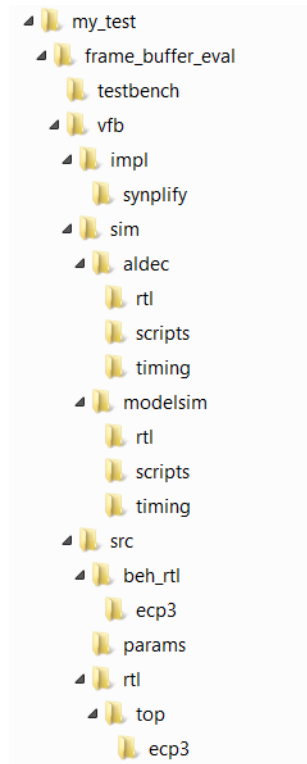 my_test
frame_buffer_eval
testbench
vfb
impl
synplify
sim
aldec
rtl
scripts
timing
modelsim
rtl
scripts
timing
src
beh_rtl
ecp3
params
rtl
top
ecp3